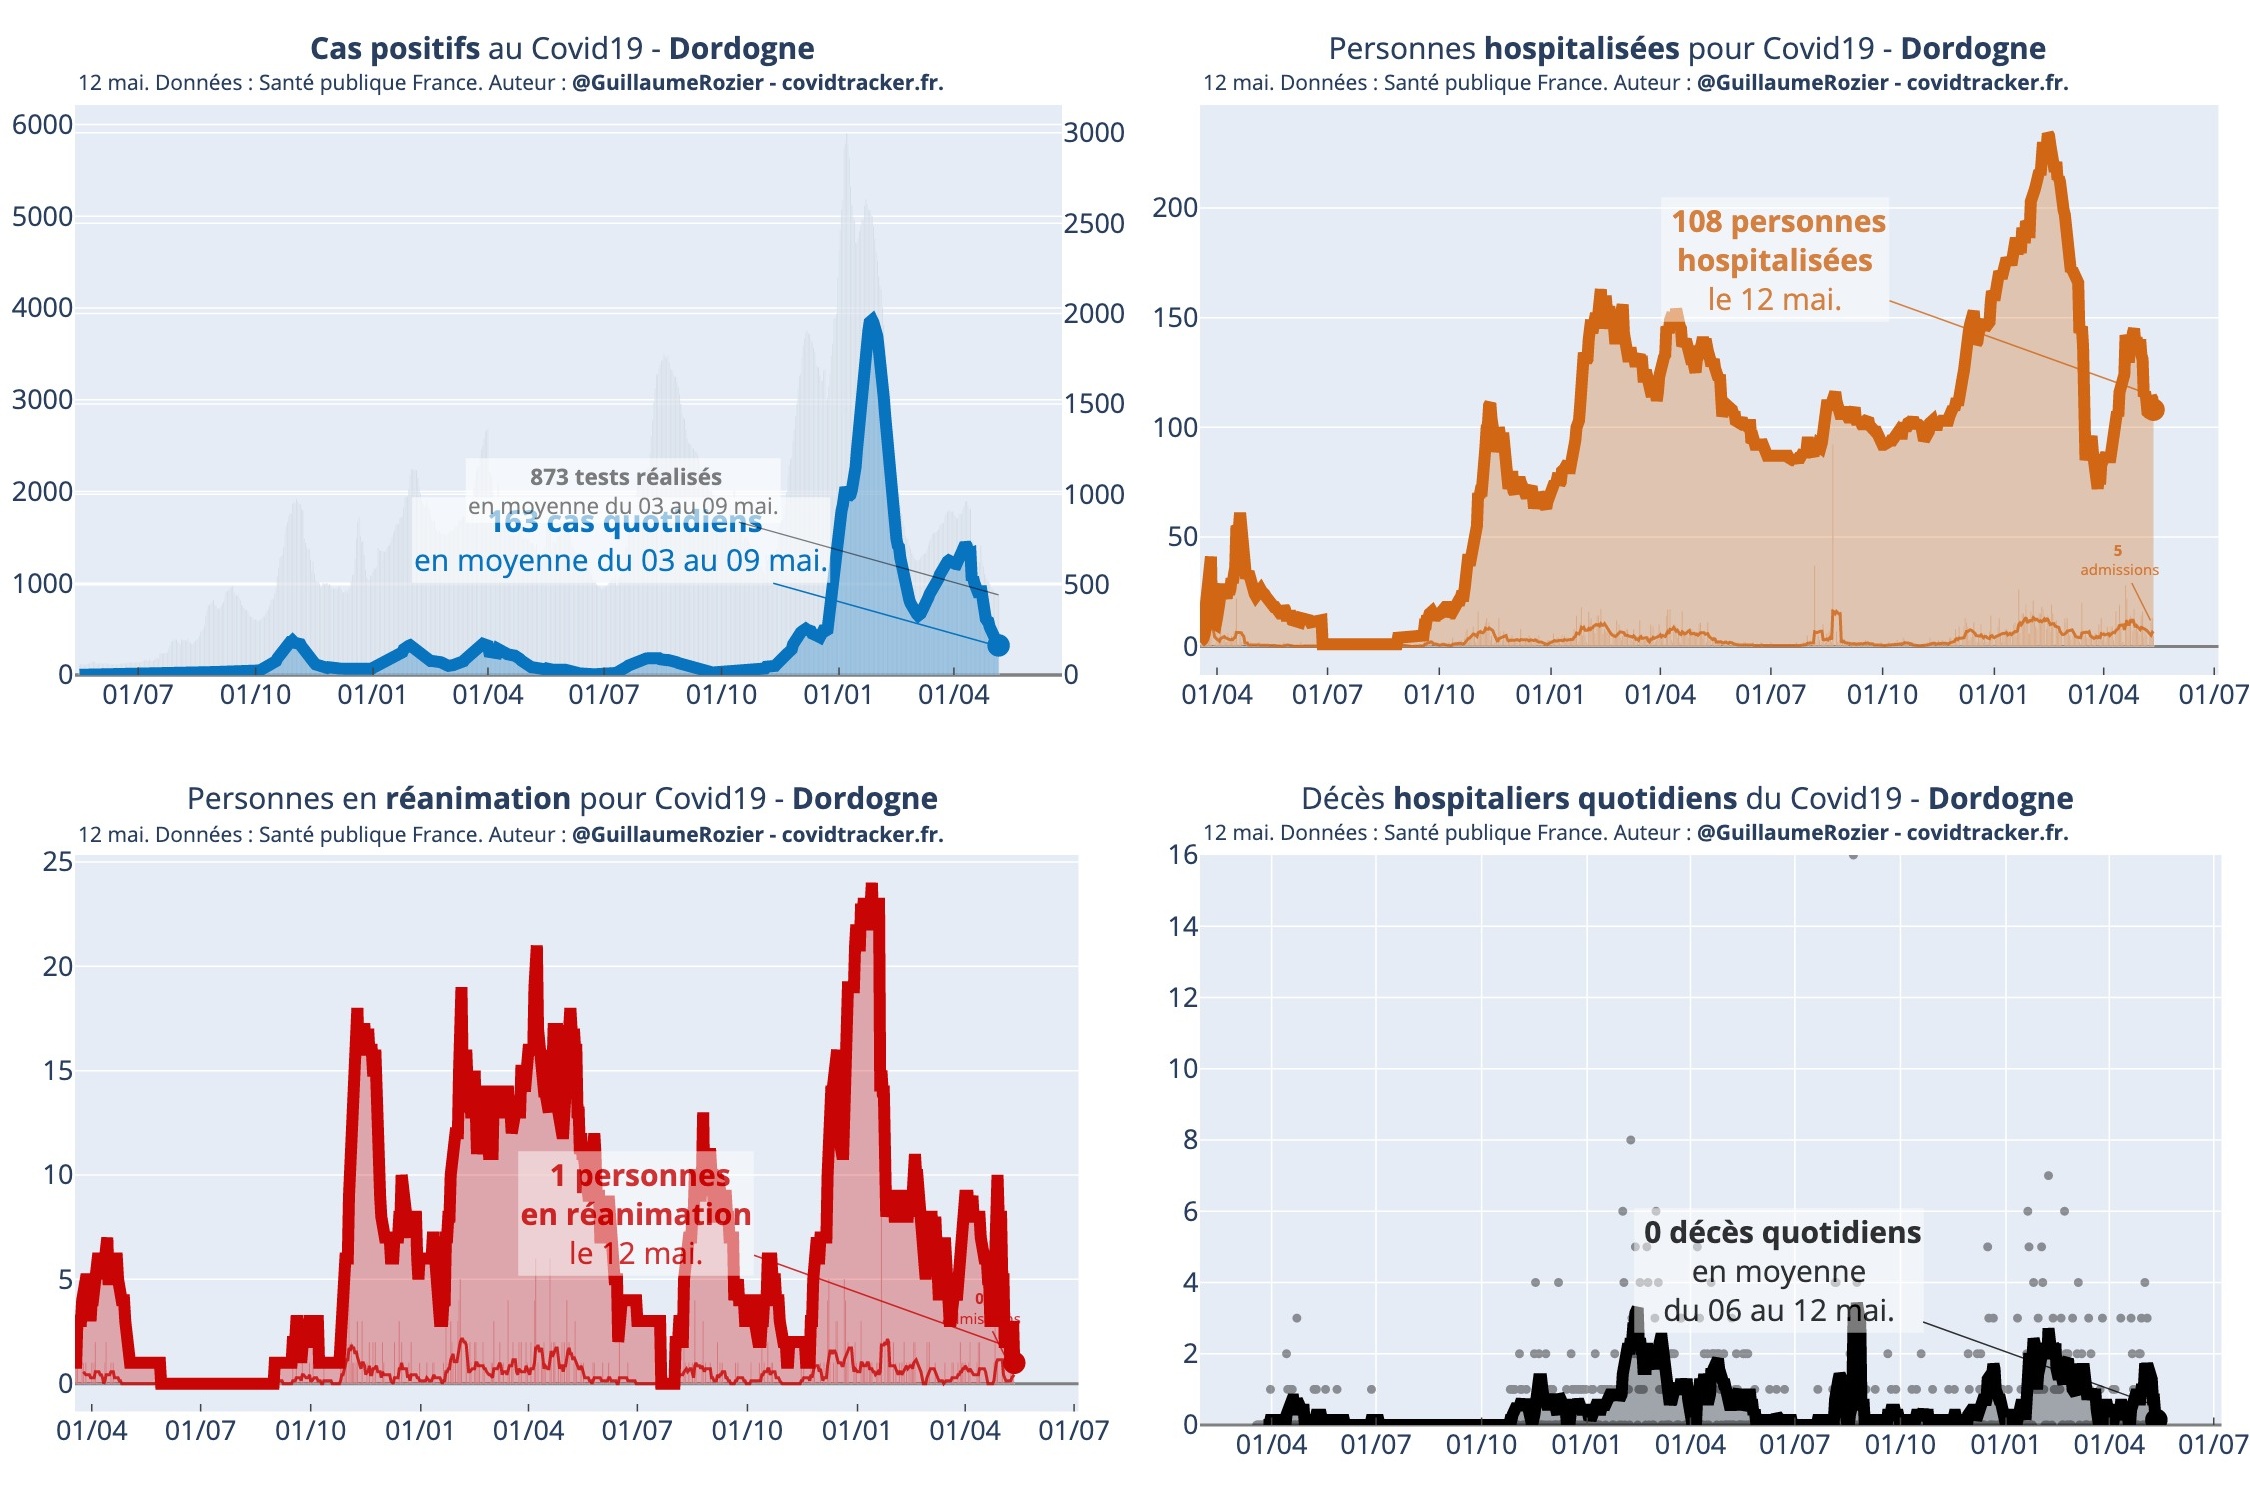 Cas positifs au Covid19 - Dordogne
12 mai. Données : Santé publique France. Auteur : @GuillaumeRozier - covidtracker.fr.
6000
5000
4000
3000
2000
1000
0
3000
2500
2000
1500
1000
500
0
873 tests réalisés
en moyenne du 03 au 09 mai.
163 cas quotidiens
en moyenne du 03 au 09 mai.
01/07 01/10 01/01 01/04 01/07 01/10 01/01 01/04
Personnes hospitalisées pour Covid19 - Dordogne
12 mai. Données : Santé publique France. Auteur : @GuillaumeRozier - covidtracker.fr.
200
150
100
50
0
108 personnes
hospitalisées
le 12 mai.
5
admissions
01/04 01/07 01/10 01/01 01/04 01/07 01/10 01/01 01/04 01/07
Personnes en réanimation pour Covid19 - Dordogne
12 mai. Données : Santé publique France. Auteur : @GuillaumeRozier - covidtracker.fr.
25
20
15
10
5
0
1 personnes
en réanimation
le 12 mai.
0
01/04 01/07 01/10 01/01 01/04 01/07 01/10 01/01 01/04 01/07
Décès hospitaliers quotidiens du Covid19 - Dordogne
12 mai. Données : Santé publique France. Auteur : @GuillaumeRozier - covidtracker.fr.
16
14
12
10
8
6
4
2
0
0 décès quotidiens
en moyenne
du 06 au 12 mai.
01/04 01/07 01/10 01/01 01/04 01/07 01/10 01/01 01/04 01/07